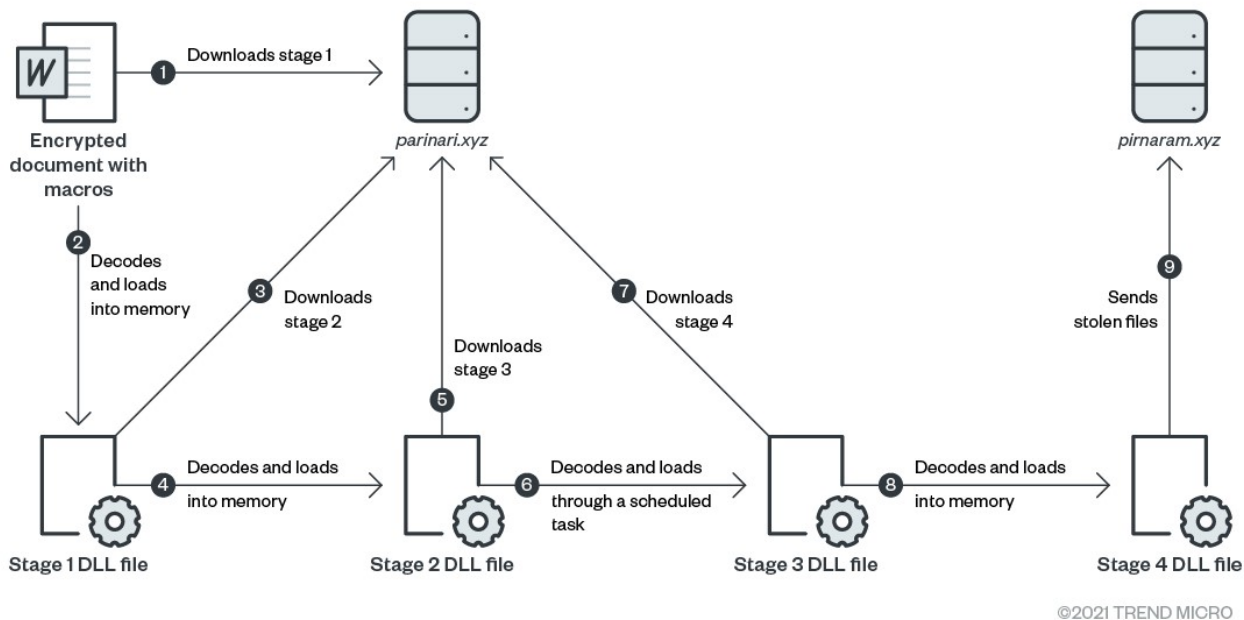 W
1
Downloads stage 1
Encrypted
document with
macros
parinari.xyz
pirnaram.xyz
2
Decodes
and loads
into memory
3
Downloads
stage 2
Downloads
stage 3
5
7
Downloads
stage 4
9
Sends
stolen files
4
Decodes and loads
into memory
6
Decodes and loads
through a scheduled
task
8
Decodes and loads
into memory
Stage 1 DLL file
Stage 2 DLL file
Stage 3 DLL file
Stage 4 DLL file
©2021 TREND MICRO